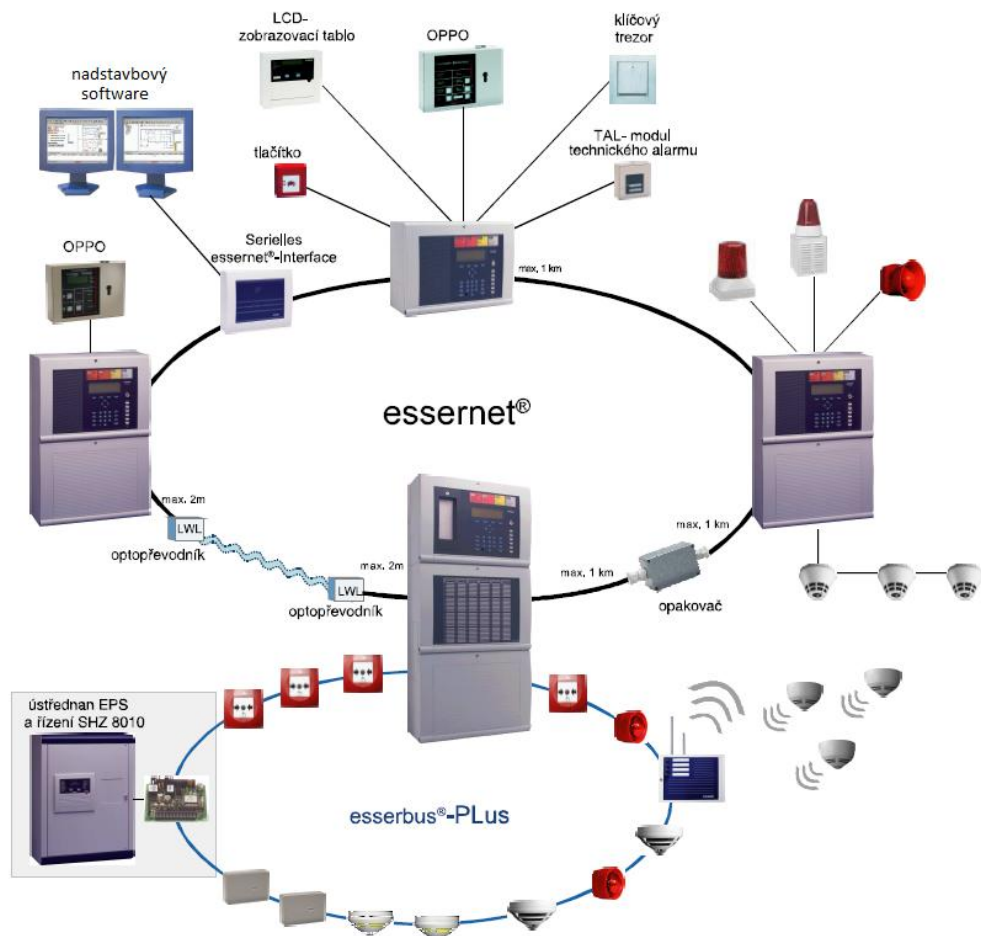 LCD-
zobrazovací tablo
OPPO
klíčový
trezor
nadstavbový
software
tlačítko
TAL- modul
technického alarmu
OPPO
Serielles
essernet®-Interface
max, 1 km
essernet®
max. 2m
LWL
optopřevodník
max. 2m
LWL
optopřevodník
max, 1 km
max. 1 km
opakovač
ústřednan EPS
a řízení SHZ 8010
esserbus®-PLus